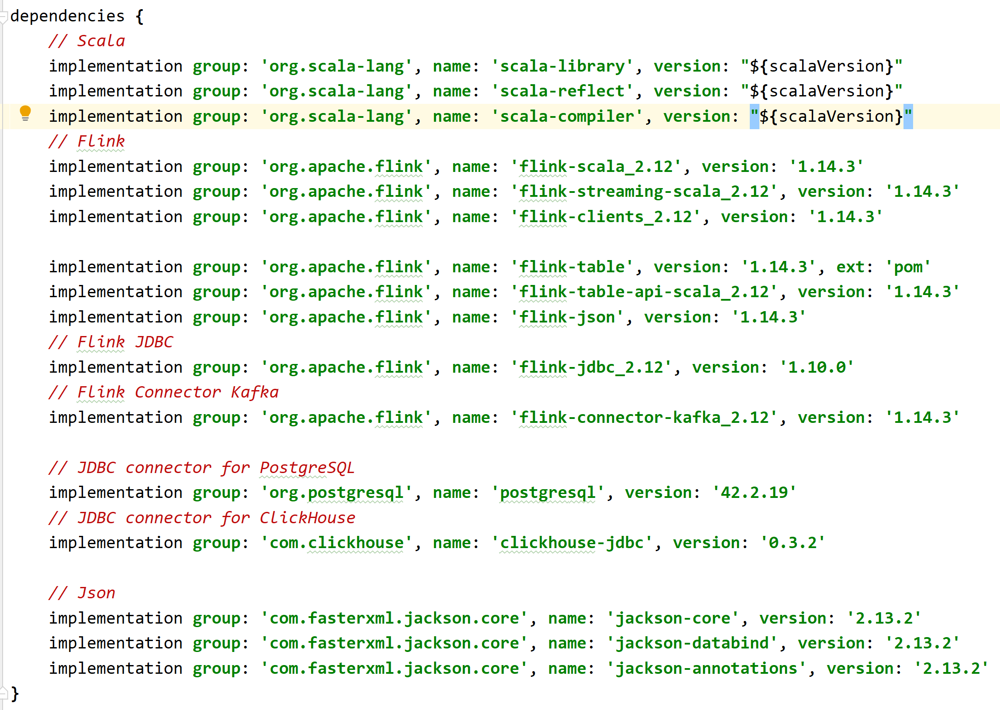 dependencies {
    // Scala
    implementation group: 'org.scala-lang', name: 'scala-library', version: "${scalaVersion}"
    implementation group: 'org.scala-lang', name: 'scala-reflect', version: "${scalaVersion}"
    implementation group: 'org.scala-lang', name: 'scala-compiler', version: "${scalaVersion}"
    // Flink
    implementation group: 'org.apache.flink', name: 'flink-scala_2.12', version: '1.14.3'
    implementation group: 'org.apache.flink', name: 'flink-streaming-scala_2.12', version: '1.14.3'
    implementation group: 'org.apache.flink', name: 'flink-clients_2.12', version: '1.14.3'

    implementation group: 'org.apache.flink', name: 'flink-table', version: '1.14.3', ext: 'pom'
    implementation group: 'org.apache.flink', name: 'flink-table-api-scala_2.12', version: '1.14.3'
    implementation group: 'org.apache.flink', name: 'flink-json', version: '1.14.3'
    // Flink JDBC
    implementation group: 'org.apache.flink', name: 'flink-jdbc_2.12', version: '1.10.0'
    // Flink Connector Kafka
    implementation group: 'org.apache.flink', name: 'flink-connector-kafka_2.12', version: '1.14.3'

    // JDBC connector for PostgreSQL
    implementation group: 'org.postgresql', name: 'postgresql', version: '42.2.19'
    // JDBC connector for ClickHouse
    implementation group: 'com.clickhouse', name: 'clickhouse-jdbc', version: '0.3.2'

    // Json
    implementation group: 'com.fasterxml.jackson.core', name: 'jackson-core', version: '2.13.2'
    implementation group: 'com.fasterxml.jackson.core', name: 'jackson-databind', version: '2.13.2'
    implementation group: 'com.fasterxml.jackson.core', name: 'jackson-annotations', version: '2.13.2'
}